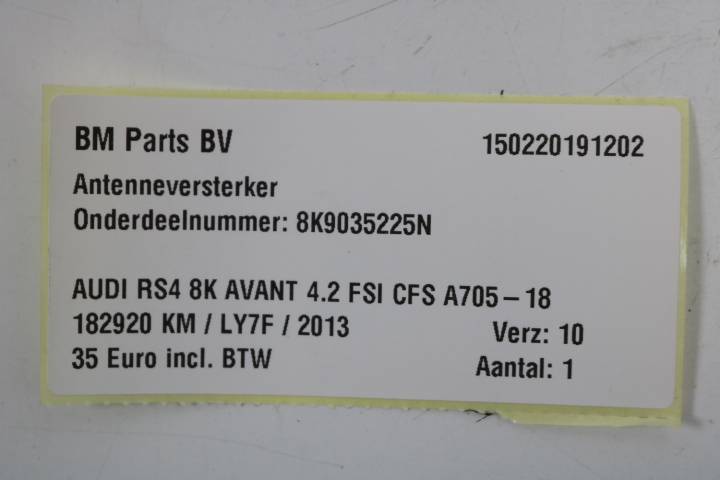 BM Parts BV 150220191202
Antenneversterker
Onderdeelnummer: 8K9035225N
AUDI RS4 8K AVANT 4.2 FSI CFS A705-18
182920 KM / LY7F / 2013 Verz: 10
35 Euro incl. BTW Aantal: 1